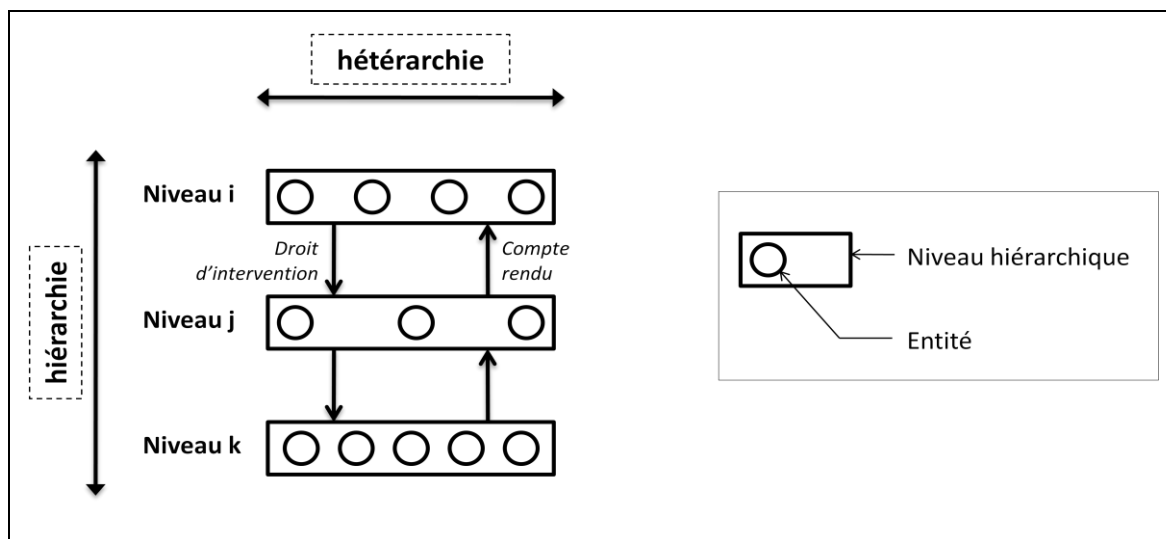 hétérarchie
hiérarchie
Niveau i
Droit
d'intervention
Compte
rendu
Niveau j
Niveau k
Niveau hiérarchique
Entité